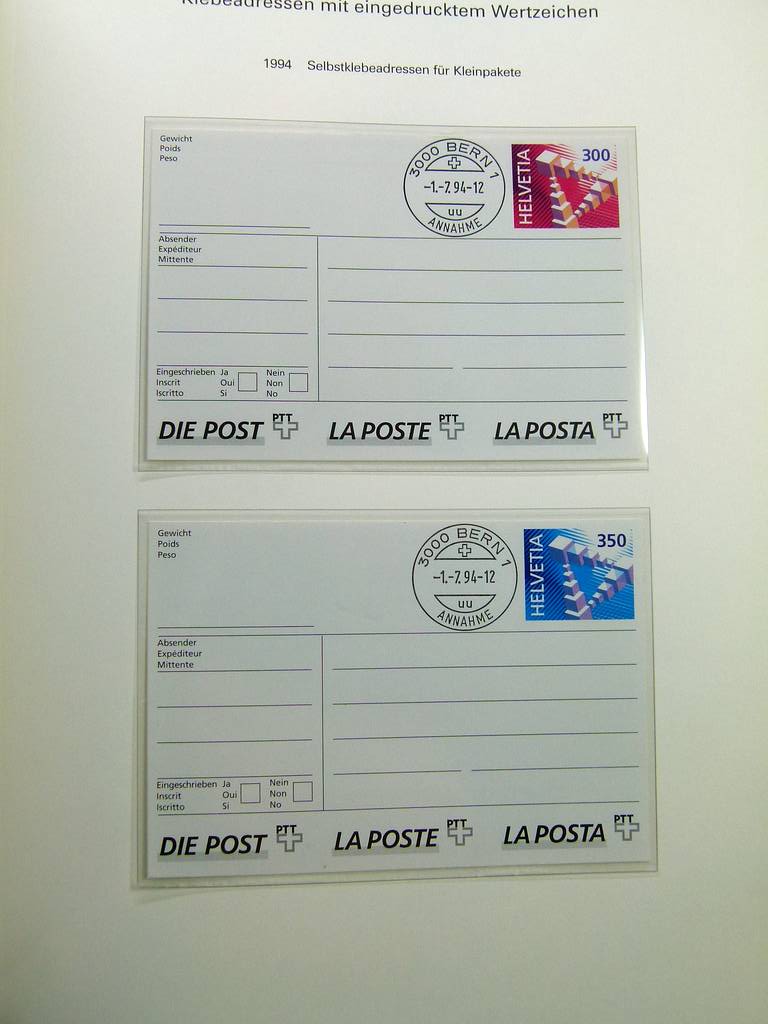 Klebeadressen mit eingedrucktem Wertzeichen
1994 Selbstklebeadressen für Kleinpakete
Gewicht
Poids
Peso
3000 BERN 1
-1.-7.94-12
uu
ANNAHME
HELVETIA
300
Absender
Expéditeur
Mittente
Eingeschrieben Ja Nein
Inscrit Oui Non
Iscritto Si No
DIE POST PTT LA POSTE PTT LA POSTA PTT
Gewicht
Poids
Peso
3000 BERN 1
-1.-7.94-12
uu
ANNAHME
HELVETIA
350
Absender
Expéditeur
Mittente
Eingeschrieben Ja Nein
Inscrit Oui Non
Iscritto Si No
DIE POST PTT LA POSTE PTT LA POSTA PTT